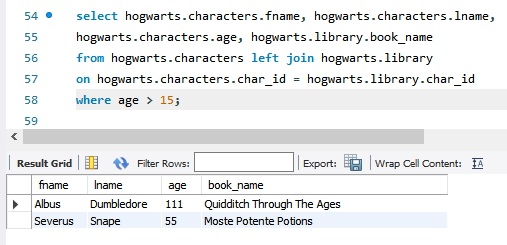 54 select hogwarts.characters.fname, hogwarts.characters.lname,
55 hogwarts.characters.age, hogwarts.library.book_name
56 from hogwarts.characters left join hogwarts.library
57 on hogwarts.characters.char_id = hogwarts.library.char_id
58 where age > 15;
59
Result Grid Filter Rows: Export: Wrap Cell Content: IA
fname lname age book_name
Albus Dumbledore 111 Quidditch Through The Ages
Severus Snape 55 Moste Potente Potions